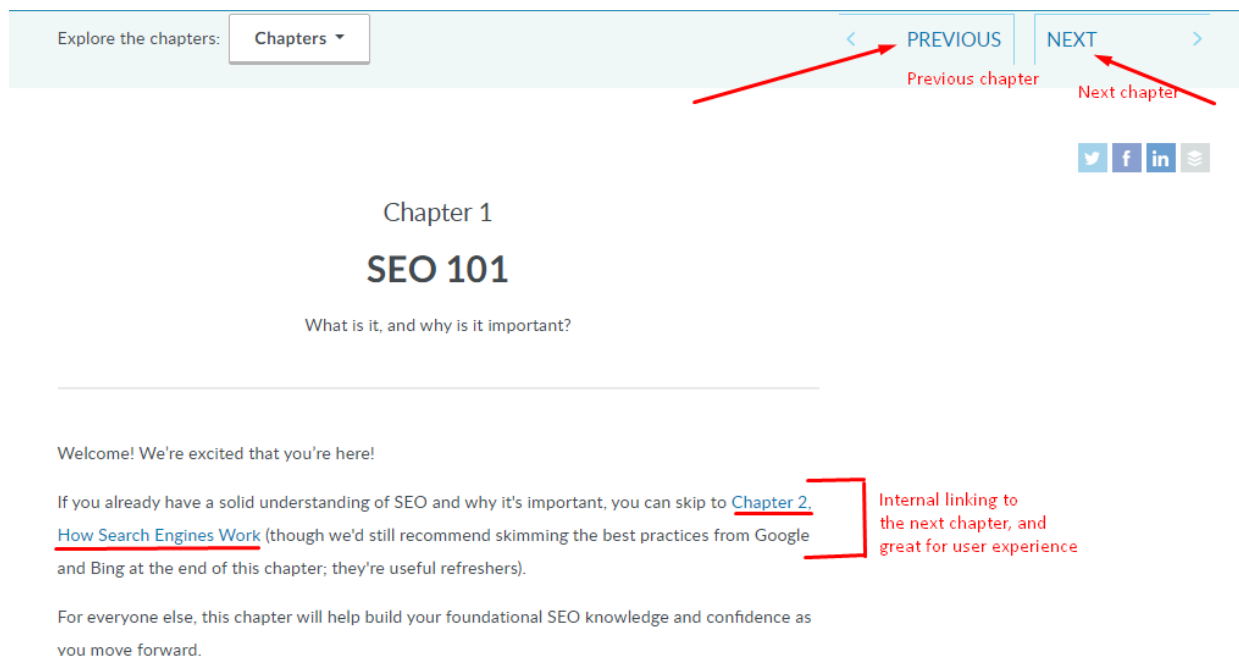 Explore the chapters: Chapters PREVIOUS NEXT
Previous chapter
Next chapter
Chapter 1
SEO 101
What is it, and why is it important?
Welcome! We're excited that you're here!
If you already have a solid understanding of SEO and why it's important, you can skip to Chapter 2,
How Search Engines Work (though we'd still recommend skimming the best practices from Google
and Bing at the end of this chapter; they're useful refreshers).
Internal linking to
the next chapter, and
great for user experience
For everyone else, this chapter will help build your foundational SEO knowledge and confidence as
you move forward.